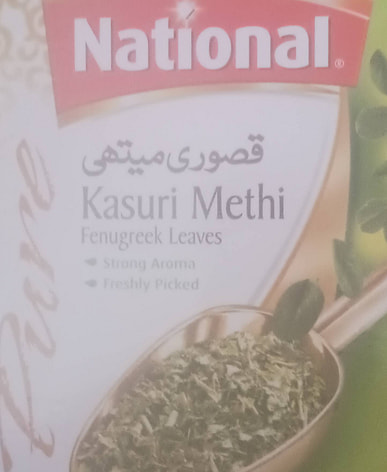 National®
قصوری میتھی
Kasuri Methi
Fenugreek Leaves
Strong Aroma
Freshly Picked
Pure